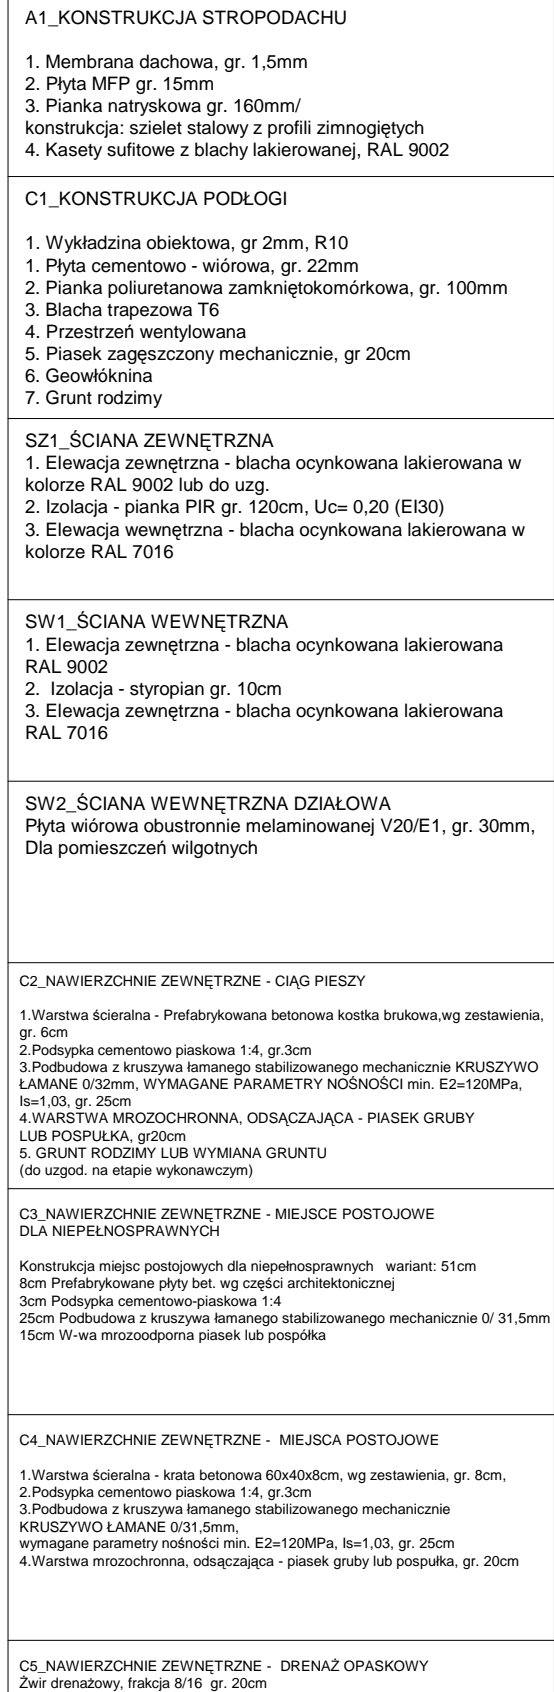 A1_KONSTRUKCJA STROPODACHU
1. Membrana dachowa, gr. 1,5mm
2. Płyta MFP gr. 15mm
3. Pianka natryskowa gr. 160mm/
konstrukcja: szielet stalowy z profili zimnogiętych
4. Kasety sufitowe z blachy lakierowanej, RAL 9002
C1_KONSTRUKCJA PODŁOGI
1. Wykładzina obiektowa, gr 2mm, R10
1. Płyta cementowo - wiórowa, gr. 22mm
2. Pianka poliuretanowa zamkniętokomórkowa, gr. 100mm
3. Blacha trapezowa T6
4. Przestrzeń wentylowana
5. Piasek zagęszczony mechanicznie, gr 20cm
6. Geowłóknina
7. Grunt rodzimy
SZ1_ŚCIANA ZEWNĘTRZNA
1. Elewacja zewnętrzna - blacha ocynkowana lakierowana w
kolorze RAL 9002 lub do uzg.
2. Izolacja - pianka PIR gr. 120cm, Uc= 0,20 (EI30)
3. Elewacja wewnętrzna - blacha ocynkowana lakierowana w
kolorze RAL 7016
SW1_ŚCIANA WEWNĘTRZNA
1. Elewacja zewnętrzna - blacha ocynkowana lakierowana
RAL 9002
2.  Izolacja - styropian gr. 10cm
3. Elewacja zewnętrzna - blacha ocynkowana lakierowana
RAL 7016
SW2_ŚCIANA WEWNĘTRZNA DZIAŁOWA
Płyta wiórowa obustronnie melaminowanej V20/E1, gr. 30mm,
Dla pomieszczeń wilgotnych
C2_NAWIERZCHNIE ZEWNĘTRZNE - CIĄG PIESZY
1.Warstwa ścieralna - Prefabrykowana betonowa kostka brukowa,wg zestawienia,
gr. 6cm
2.Podsypka cementowo piaskowa 1:4, gr.3cm
3.Podbudowa z kruszywa łamanego stabilizowanego mechanicznie KRUSZYWO
ŁAMANE 0/32mm, WYMAGANE PARAMETRY NOŚNOŚCI min. E2=120MPa,
Is=1,03, gr. 25cm
4.WARSTWA MROZOCHRONNA, ODSĄCZAJĄCA - PIASEK GRUBY
LUB POSPUŁKA, gr20cm
5. GRUNT RODZIMY LUB WYMIANA GRUNTU
(do uzgod. na etapie wykonawczym)
C3_NAWIERZCHNIE ZEWNĘTRZNE - MIEJSCE POSTOJOWE
DLA NIEPEŁNOSPRAWNYCH
Konstrukcja miejsc postojowych dla niepełnosprawnych   wariant: 51cm
8cm Prefabrykowane płyty bet. wg części architektonicznej
3cm Podsypka cementowo-piaskowa 1:4
25cm Podbudowa z kruszywa łamanego stabilizowanego mechanicznie 0/ 31,5mm
15cm W-wa mrozoodporna piasek lub pospółka
C4_NAWIERZCHNIE ZEWNĘTRZNE -  MIEJSCA POSTOJOWE
1.Warstwa ścieralna - krata betonowa 60x40x8cm, wg zestawienia, gr. 8cm,
2.Podsypka cementowo piaskowa 1:4, gr.3cm
3.Podbudowa z kruszywa łamanego stabilizowanego mechanicznie
KRUSZYWO ŁAMANE 0/31,5mm,
wymagane parametry nośności min. E2=120MPa, Is=1,03, gr. 25cm
4.Warstwa mrozochronna, odsączająca - piasek gruby lub pospułka, gr. 20cm
C5_NAWIERZCHNIE ZEWNĘTRZNE -  DRENAŻ OPASKOWY
Żwir drenażowy, frakcja 8/16  gr. 20cm